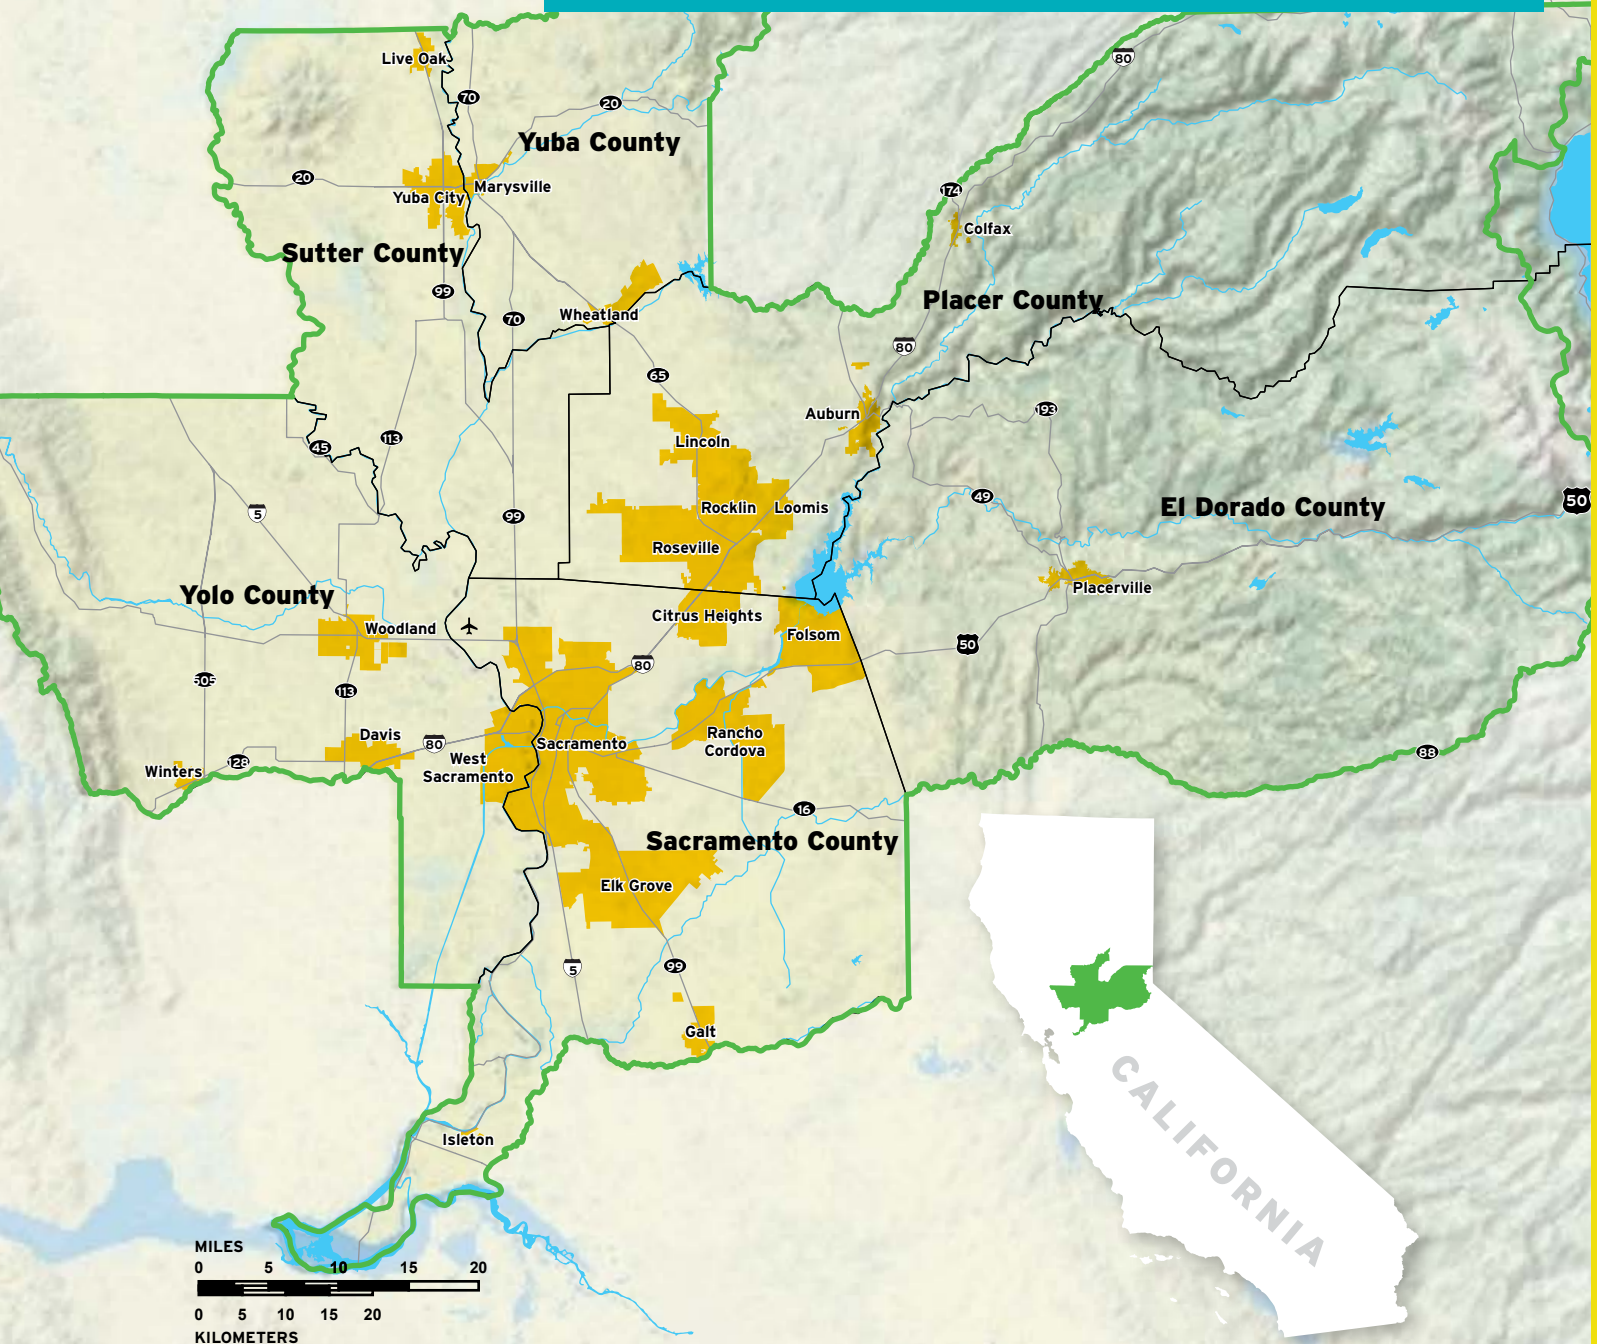 Live Oak
80
70
20
Yuba County
20
Marysville
Yuba City
174
Colfax
Sutter County
99
Placer County
70
Wheatland
80
65
193
Auburn
113
Lincoln
45
49
50
Rocklin
Loomis
El Dorado County
5
99
Roseville
Placerville
Yolo County
Citrus Heights
Woodland
Folsom
50
80
505
113
Davis
80
Rancho
Cordova
Sacramento
West
Sacramento
88
128
Winters
16
Sacramento County
Elk Grove
5
99
Galt
CALIFORNIA
Isleton
MILES
0 5 10 15 20
0 5 10 15 20
KILOMETERS